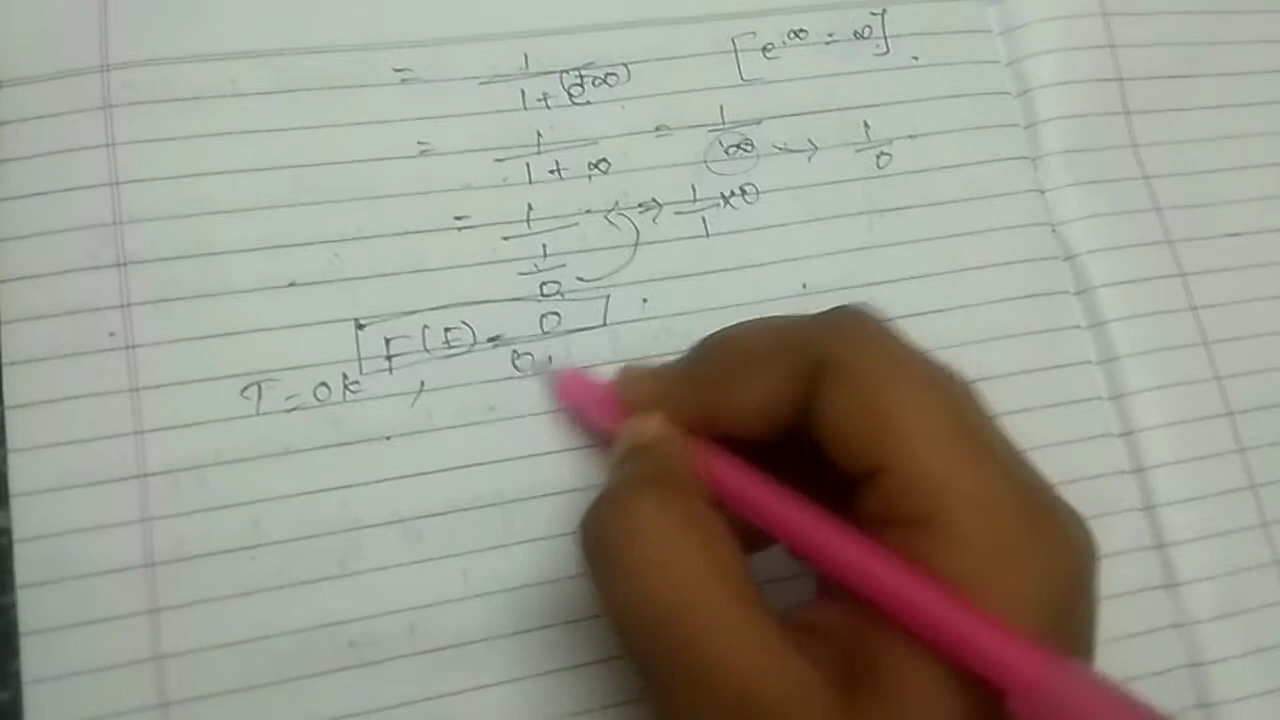 = 1/1+(e^+∞) [e^∞ = ∞].
= 1/1+∞ = 1/∞ → 1/0
= 1/1/0 ⇒ 1/1 × 0
F(E) = 0
T=0K,